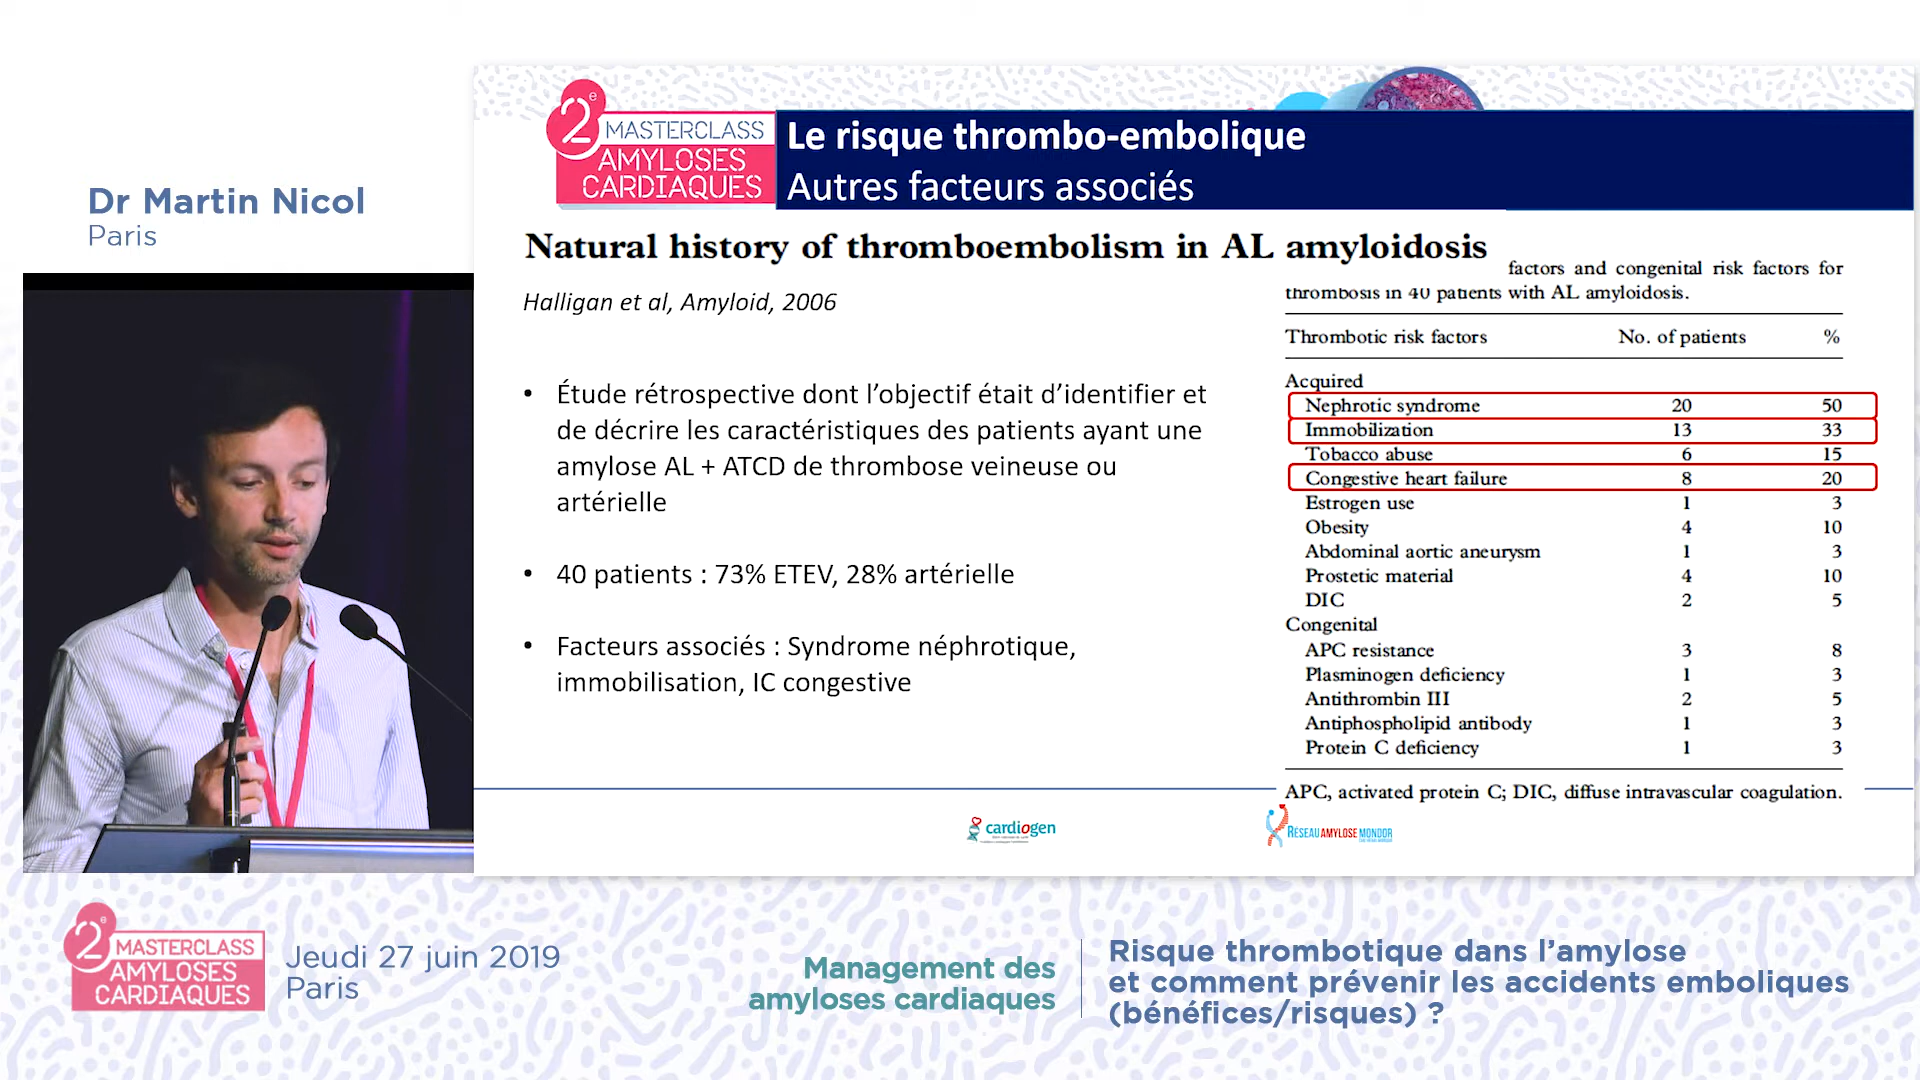 Dr Martin Nicol
Paris
2e
MASTERCLASS
AMYLOSES
CARDIAQUES
Le risque thrombo-embolique
Autres facteurs associés
Natural history of thromboembolism in AL amyloidosis
Halligan et al, Amyloid, 2006
• Étude rétrospective dont l’objectif était d’identifier et
de décrire les caractéristiques des patients ayant une
amylose AL + ATCD de thrombose veineuse ou
artérielle
• 40 patients : 73% ETEV, 28% artérielle
• Facteurs associés : Syndrome néphrotique,
immobilisation, IC congestive
factors and congenital risk factors for
thrombosis in 40 patients with AL amyloidosis.
Thrombotic risk factors No. of patients %
Acquired
Nephrotic syndrome 20 50
Immobilization 13 33
Tobacco abuse 6 15
Congestive heart failure 8 20
Estrogen use 1 3
Obesity 4 10
Abdominal aortic aneurysm 1 3
Prostetic material 4 10
DIC 2 5
Congenital
APC resistance 3 8
Plasminogen deficiency 1 3
Antithrombin III 2 5
Antiphospholipid antibody 1 3
Protein C deficiency 1 3
APC, activated protein C; DIC, diffuse intravascular coagulation.
cardiogen
RÉSEAU AMYLOSE MONDOR
2e
MASTERCLASS
AMYLOSES
CARDIAQUES
Jeudi 27 juin 2019
Paris
Management des
amyloses cardiaques
Risque thrombotique dans l’amylose
et comment prévenir les accidents emboliques
(bénéfices/risques) ?